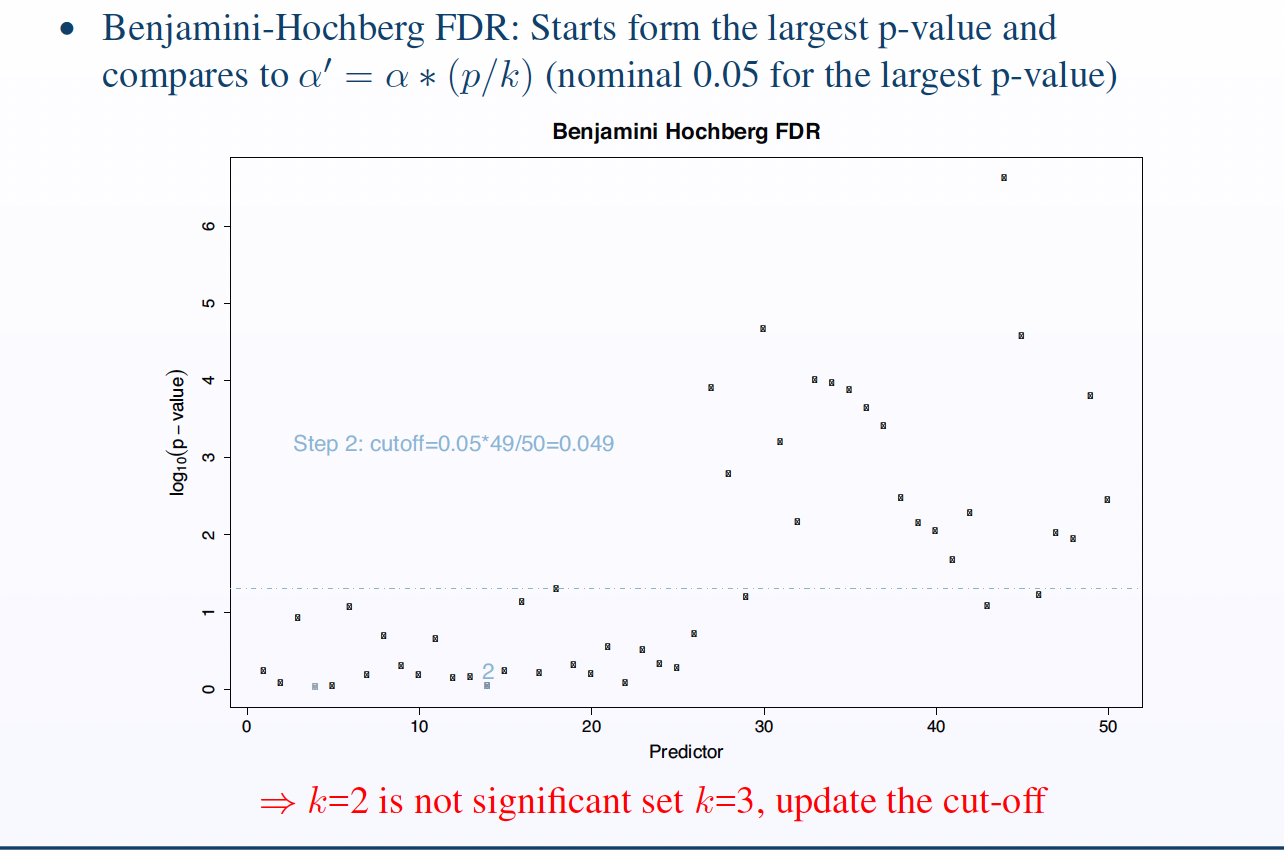 • Benjamini-Hochberg FDR: Starts form the largest p-value and
compares to α′ = α ∗ (p/k) (nominal 0.05 for the largest p-value)
Benjamini Hochberg FDR
log₁₀(p − value)
6
5
4
3
2
1
0
Step 2: cutoff=0.05*49/50=0.049
2
0 10 20 30 40 50
Predictor
⇒ k=2 is not significant set k=3, update the cut-off